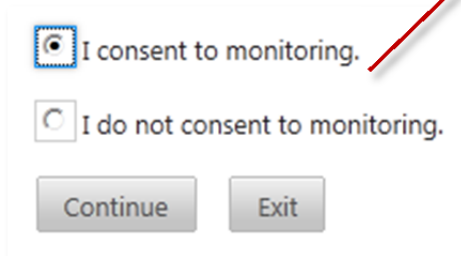 I consent to monitoring.
I do not consent to monitoring.
Continue Exit